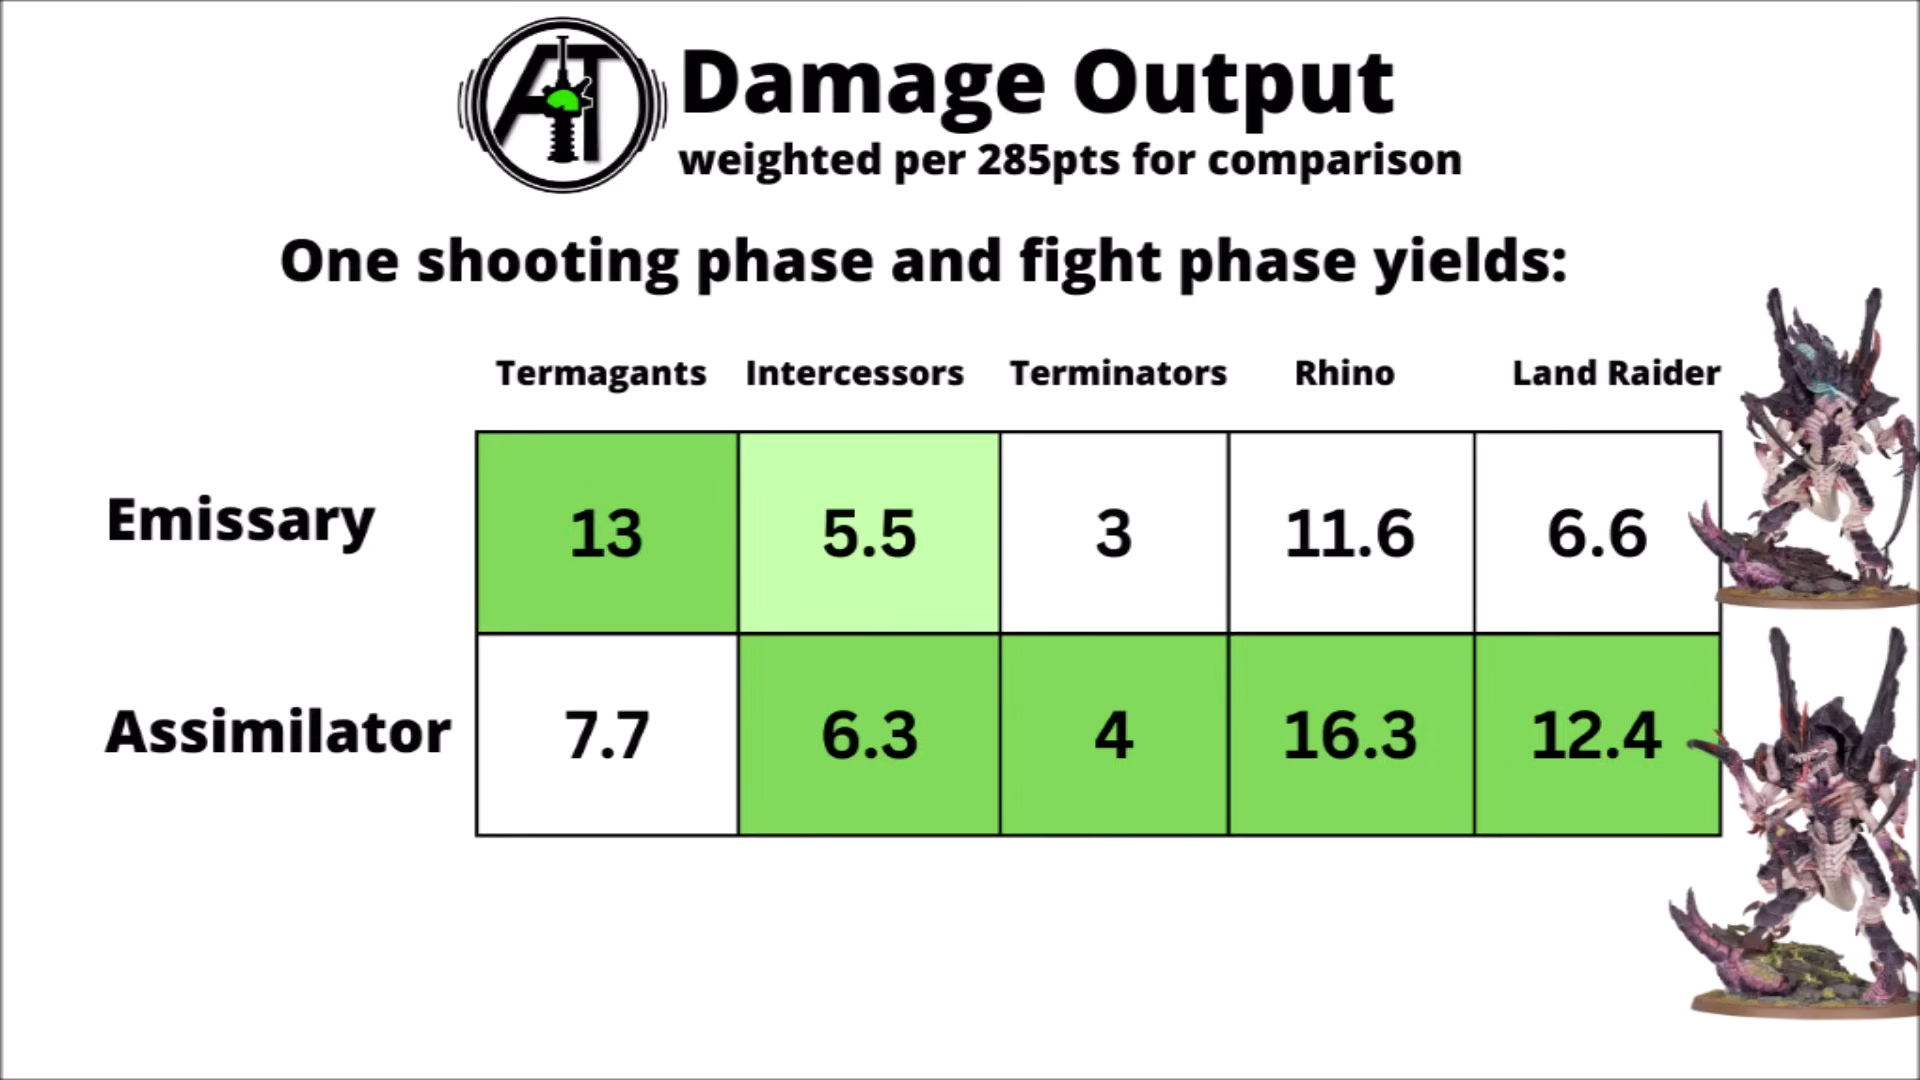 AT
Damage Output
weighted per 285pts for comparison
One shooting phase and fight phase yields:
Termagants Intercessors Terminators Rhino Land Raider
Emissary 13 5.5 3 11.6 6.6
Assimilator 7.7 6.3 4 16.3 12.4